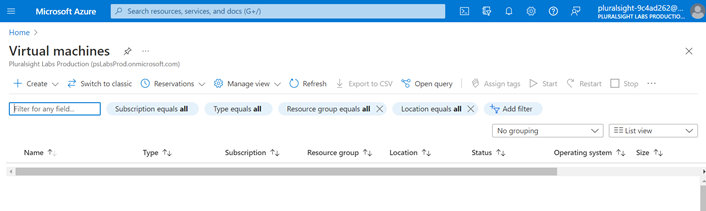 Microsoft Azure
Search resources, services, and docs (G+/)
pluralsight-9c4ad262@...
PLURALSIGHT LABS PRODUCTION (P...
Home
Virtual machines
...
Pluralsight Labs Production (psLabsProd.onmicrosoft.com)
Create Switch to classic Reservations Manage view Refresh Export to CSV Open query Assign tags Start Restart Stop ...
Filter for any field... Subscription equals all Type equals all Resource group equals all Location equals all Add filter
No grouping List view
Name Type Subscription Resource group Location Status Operating system Size